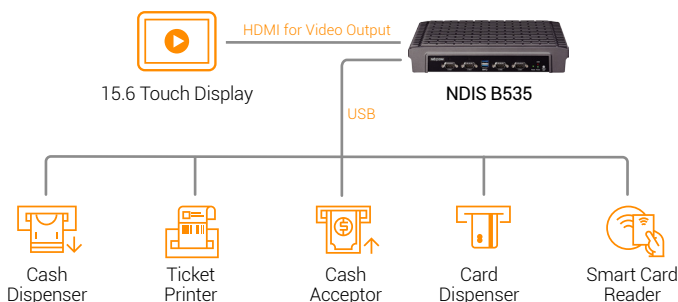 HDMI for Video Output
15.6 Touch Display
NDIS B535
USB
Cash
Dispenser
Ticket
Printer
Cash
Acceptor
Card
Dispenser
Smart Card
Reader